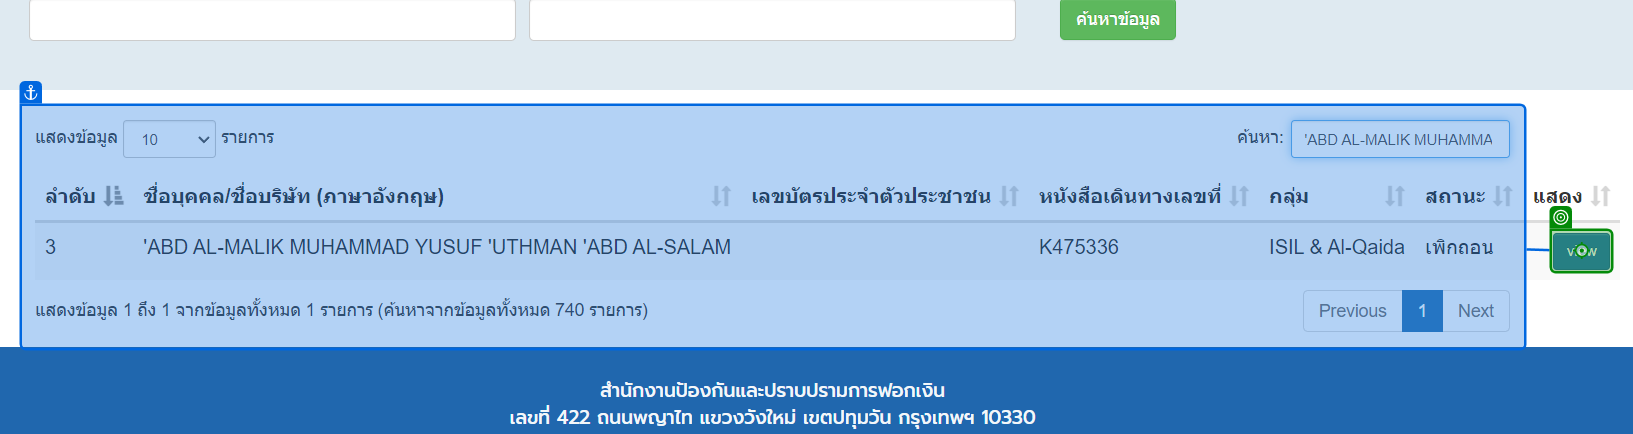 ค้นหาข้อมูล
แสดงข้อมูล 10 รายการ
ค้นหา: 'ABD AL-MALIK MUHAMMA
ลำดับ ชื่อบุคคล/ชื่อบริษัท (ภาษาอังกฤษ) เลขบัตรประจำตัวประชาชน หนังสือเดินทางเลขที่ กลุ่ม สถานะ แสดง
3 'ABD AL-MALIK MUHAMMAD YUSUF 'UTHMAN 'ABD AL-SALAM K475336 ISIL & Al-Qaida เพิกถอน view
แสดงข้อมูล 1 ถึง 1 จากข้อมูลทั้งหมด 1 รายการ (ค้นหาจากข้อมูลทั้งหมด 740 รายการ)
Previous 1 Next
สำนักงานป้องกันและปราบปรามการฟอกเงิน
เลขที่ 422 ถนนพญาไท แขวงวังใหม่ เขตปทุมวัน กรุงเทพฯ 10330